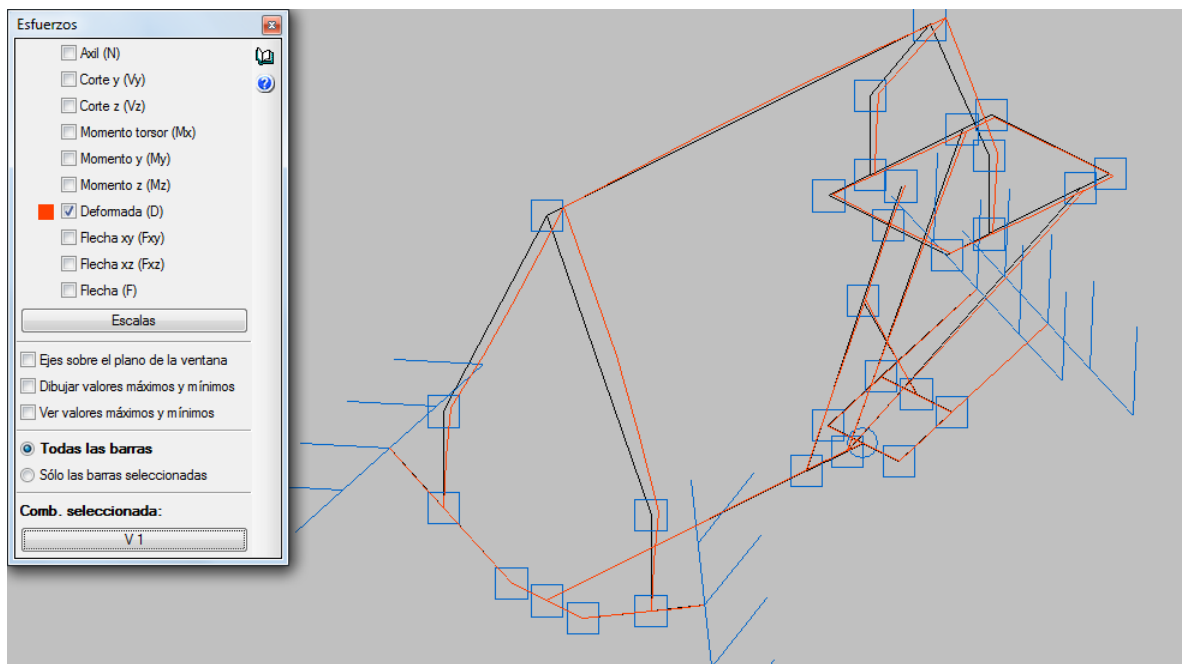 Esfuerzos
Axil (N)
Corte y (Vy)
Corte z (Vz)
Momento torsor (Mx)
Momento y (My)
Momento z (Mz)
Deformada (D)
Flecha xy (Fxy)
Flecha xz (Fxz)
Flecha (F)
Escalas
Ejes sobre el plano de la ventana
Dibujar valores máximos y mínimos
Ver valores máximos y mínimos
Todas las barras
Sólo las barras seleccionadas
Comb. seleccionada:
V 1